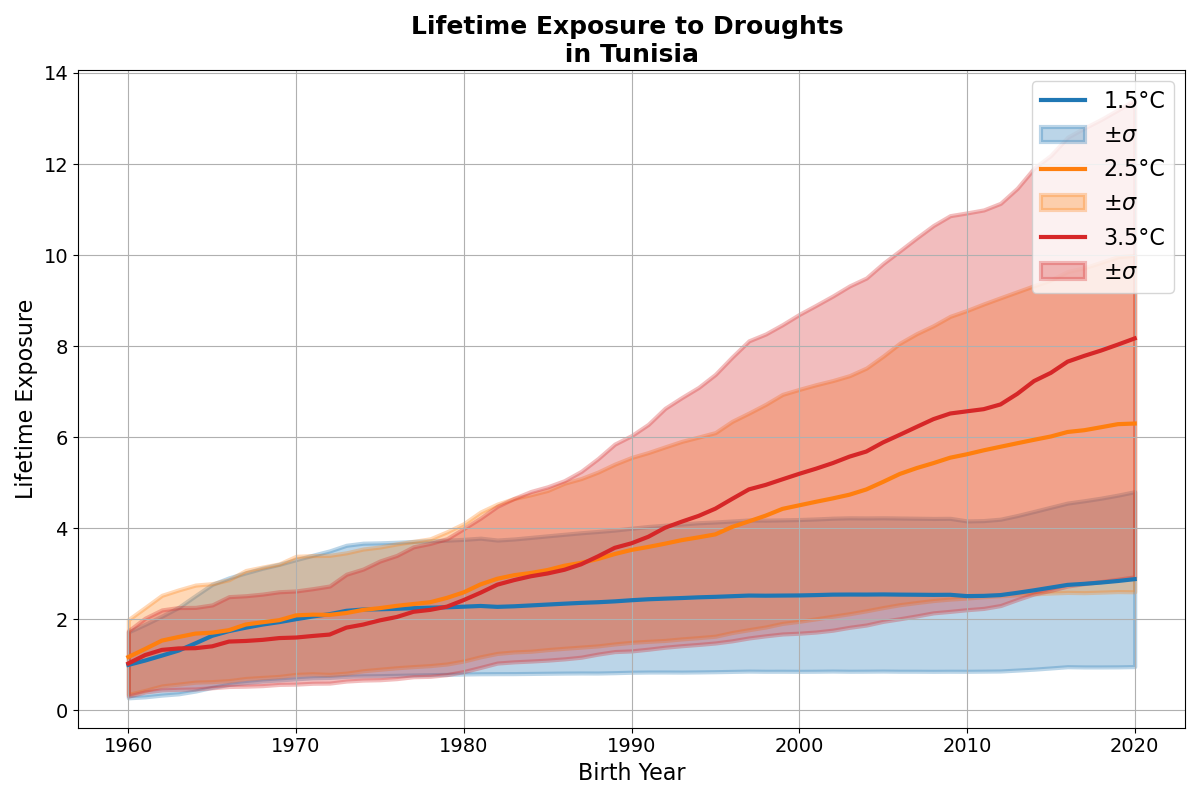 Lifetime Exposure to Droughts
in Tunisia
Lifetime Exposure
14
12
10
8
6
4
2
0
1.5°C
±σ
2.5°C
±σ
3.5°C
±σ
1960
1970
1980
1990
2000
2010
2020
Birth Year